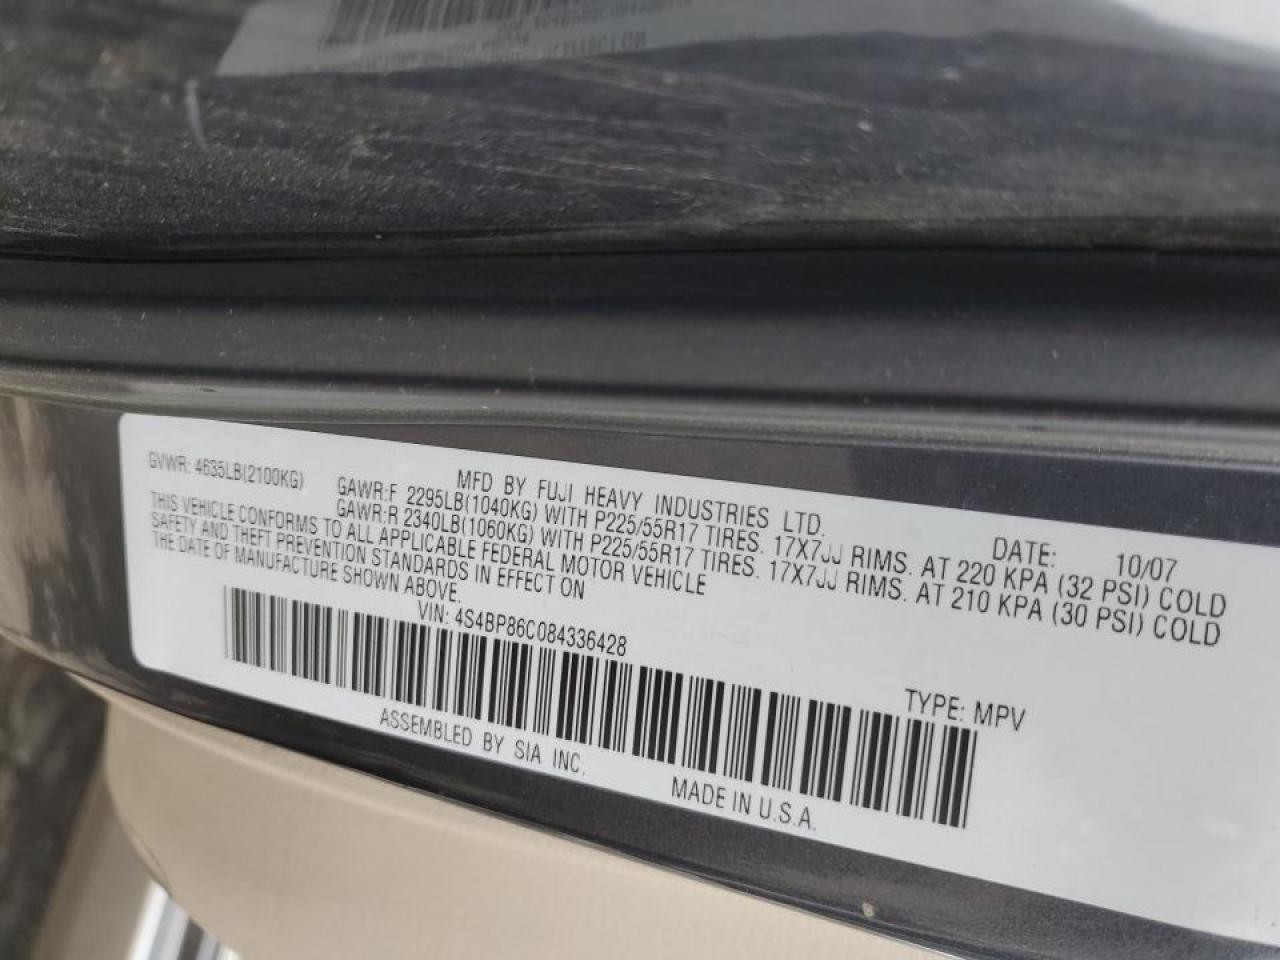 MFD BY FUJI HEAVY INDUSTRIES LTD. DATE: 10/07
GVWR: 4635LB(2100KG) GAWR:F 2295LB(1040KG) WITH P225/55R17 TIRES. 17X7JJ RIMS. AT 220 KPA (32 PSI) COLD
GAWR:R 2340LB(1060KG) WITH P225/55R17 TIRES. 17X7JJ RIMS. AT 210 KPA (30 PSI) COLD
THIS VEHICLE CONFORMS TO ALL APPLICABLE FEDERAL MOTOR VEHICLE
SAFETY AND THEFT PREVENTION STANDARDS IN EFFECT ON
THE DATE OF MANUFACTURE SHOWN ABOVE.
VIN: 4S4BP86C084336428
TYPE: MPV
ASSEMBLED BY SIA INC.
MADE IN U.S.A.